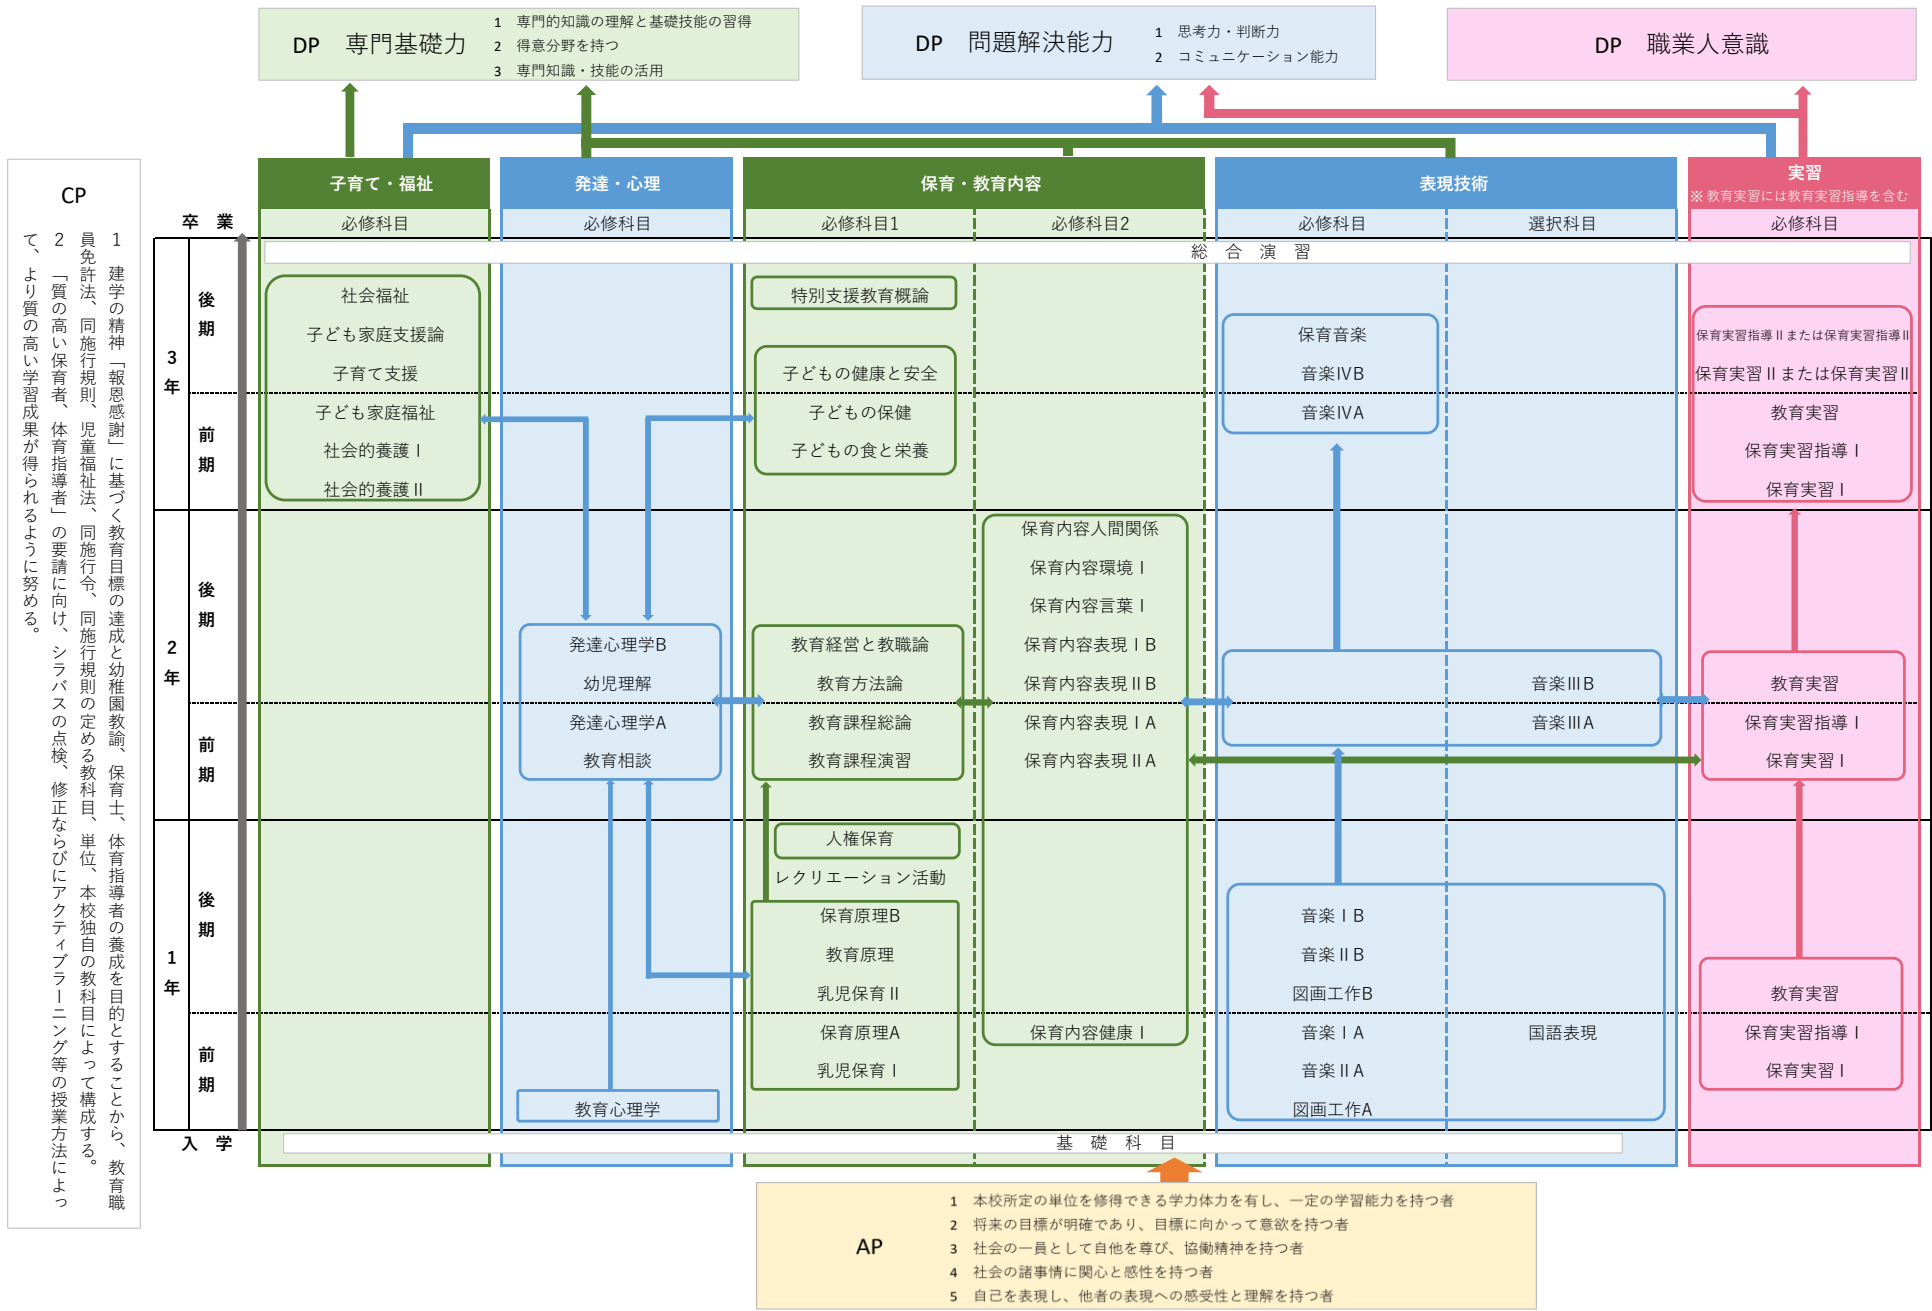 DP 専門基礎力
1 専門的知識の理解と基礎技能の習得
2 得意分野を持つ
3 専門知識・技能の活用
DP 問題解決能力
1 思考力・判断力
2 コミュニケーション能力
DP 職業人意識
CP
1 建学の精神「報恩感謝」に基づく教育目標の達成と幼稚園教諭、保育士、体育指導者の養成を目的とすることから、教育職
員免許法、同施行規則、児童福祉法、同施行令、同施行規則の定める教科目、単位、本校独自の教科目によって構成する。
2 「質の高い保育者、体育指導者」の要請に向け、シラバスの点検、修正ならびにアクティブラーニング等の授業方法によっ
て、より質の高い学習成果が得られるように努める。
子育て・福祉
発達・心理
保育・教育内容
表現技術
実習
※ 教育実習には教育実習指導を含む
卒 業
必修科目
必修科目
必修科目1
必修科目2
必修科目
選択科目
必修科目
総 合 演 習
3年
後期
前期
社会福祉
子ども家庭支援論
子育て支援
子ども家庭福祉
社会的養護Ⅰ
社会的養護Ⅱ
特別支援教育概論
子どもの健康と安全
子どもの保健
子どもの食と栄養
保育音楽
音楽ⅣB
音楽ⅣA
保育実習指導Ⅱまたは保育実習指導Ⅱ
保育実習Ⅱまたは保育実習Ⅱ
教育実習
保育実習指導Ⅰ
保育実習Ⅰ
2年
後期
前期
発達心理学B
幼児理解
発達心理学A
教育相談
教育経営と教職論
教育方法論
教育課程総論
教育課程演習
保育内容人間関係
保育内容環境Ⅰ
保育内容言葉Ⅰ
保育内容表現ⅠB
保育内容表現ⅡB
保育内容表現ⅠA
保育内容表現ⅡA
音楽ⅢB
音楽ⅢA
教育実習
保育実習指導Ⅰ
保育実習Ⅰ
1年
後期
前期
教育心理学
人権保育
レクリエーション活動
保育原理B
教育原理
乳児保育Ⅱ
保育原理A
乳児保育Ⅰ
保育内容健康Ⅰ
音楽ⅠB
音楽ⅡB
図画工作B
音楽ⅠA
音楽ⅡA
図画工作A
国語表現
教育実習
保育実習指導Ⅰ
保育実習Ⅰ
入 学
基 礎 科 目
AP
1 本校所定の単位を修得できる学力体力を有し、一定の学習能力を持つ者
2 将来の目標が明確であり、目標に向かって意欲を持つ者
3 社会の一員として自他を尊び、協働精神を持つ者
4 社会の諸事情に関心と感性を持つ者
5 自己を表現し、他者の表現への感受性と理解を持つ者